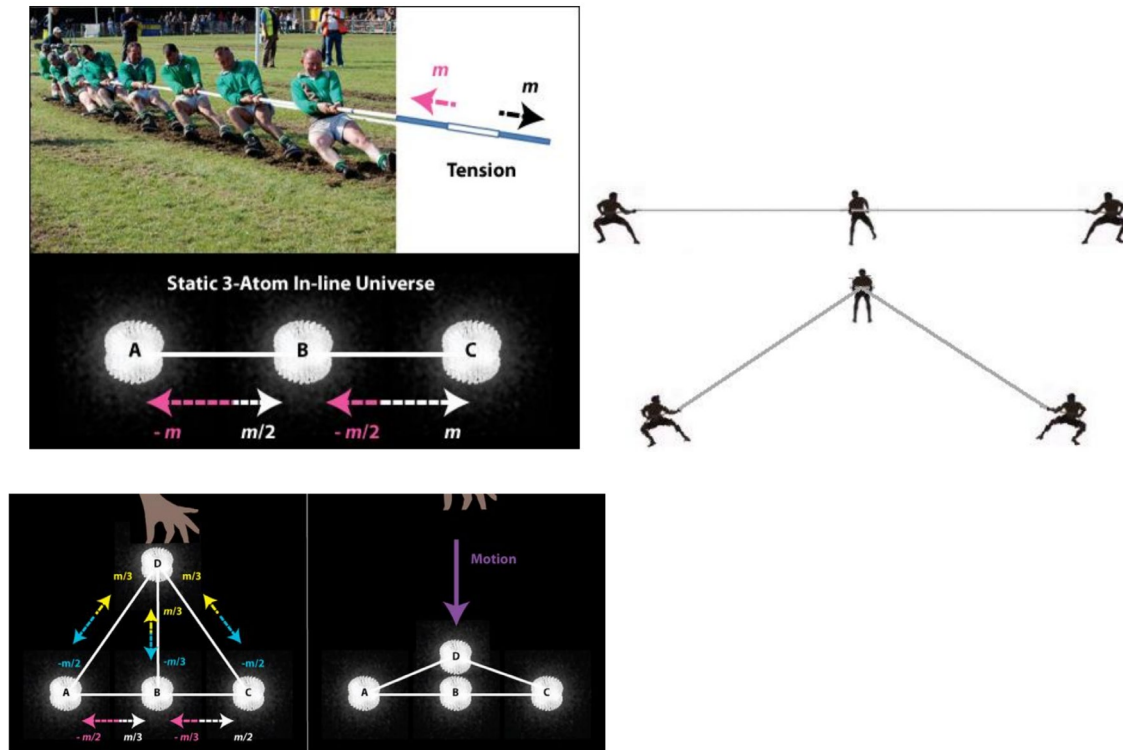 m
m
Tension
Static 3-Atom In-line Universe
A B C
- m m/2 - m/2 m
D
m/3 m/3
m/3
-m/2 -m/3 -m/2
A B C
- m/2 m/3 - m/3 m/2
Motion
D
A B C